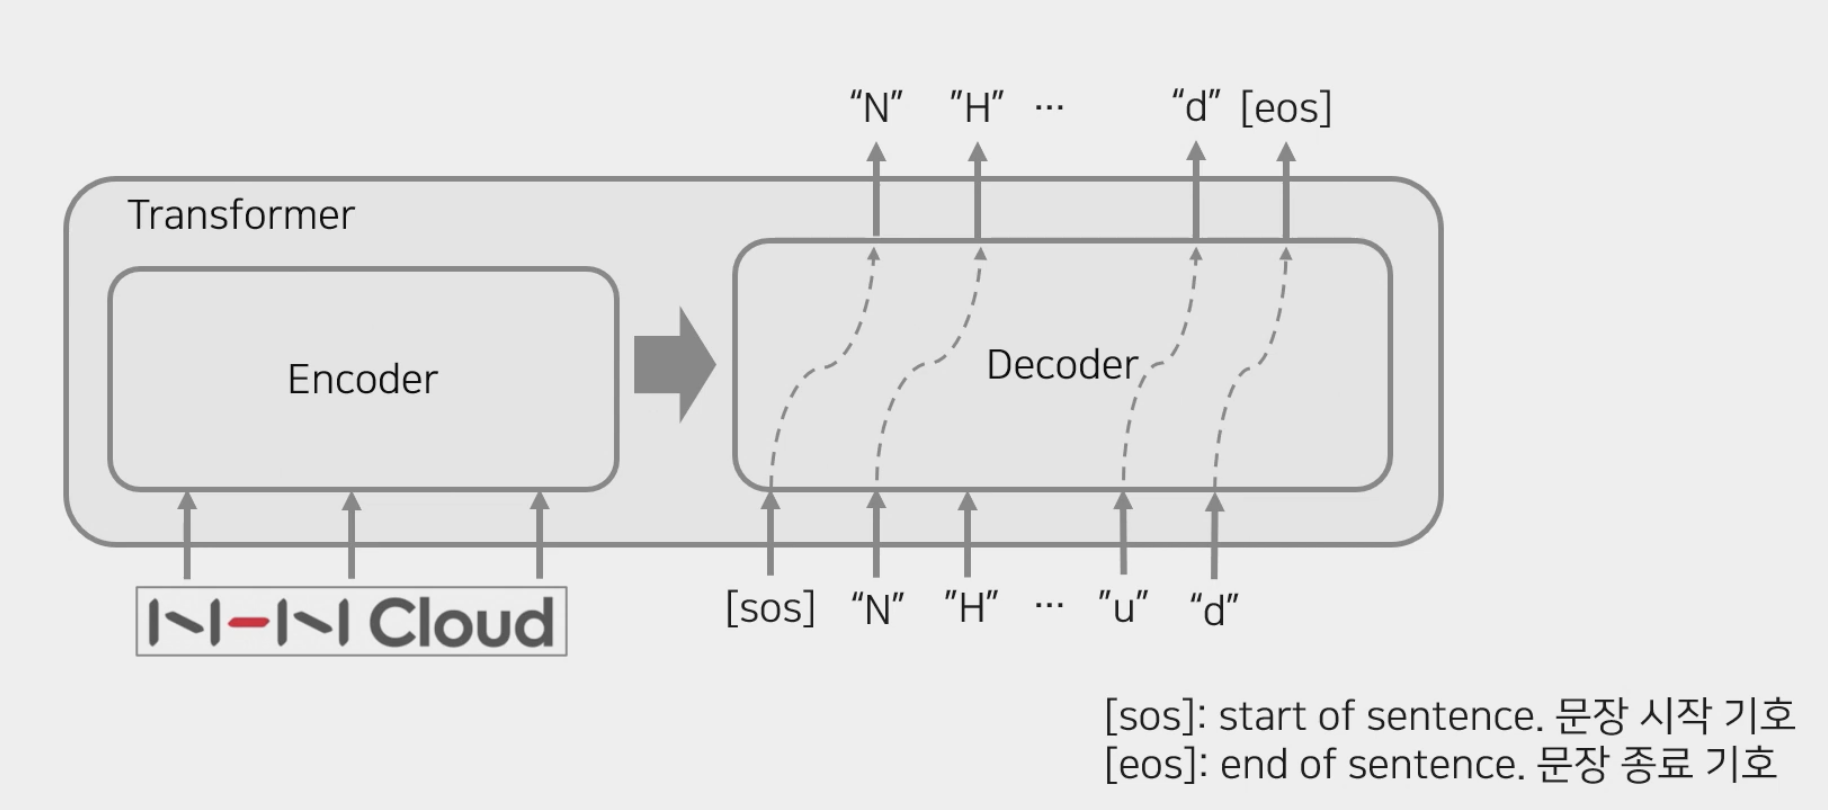 “N” ”H” ··· “d” [eos]
Transformer
Encoder
Decoder
NHN Cloud
[sos] “N” ”H” ··· ”u” “d”
[sos]: start of sentence. 문장 시작 기호
[eos]: end of sentence. 문장 종료 기호